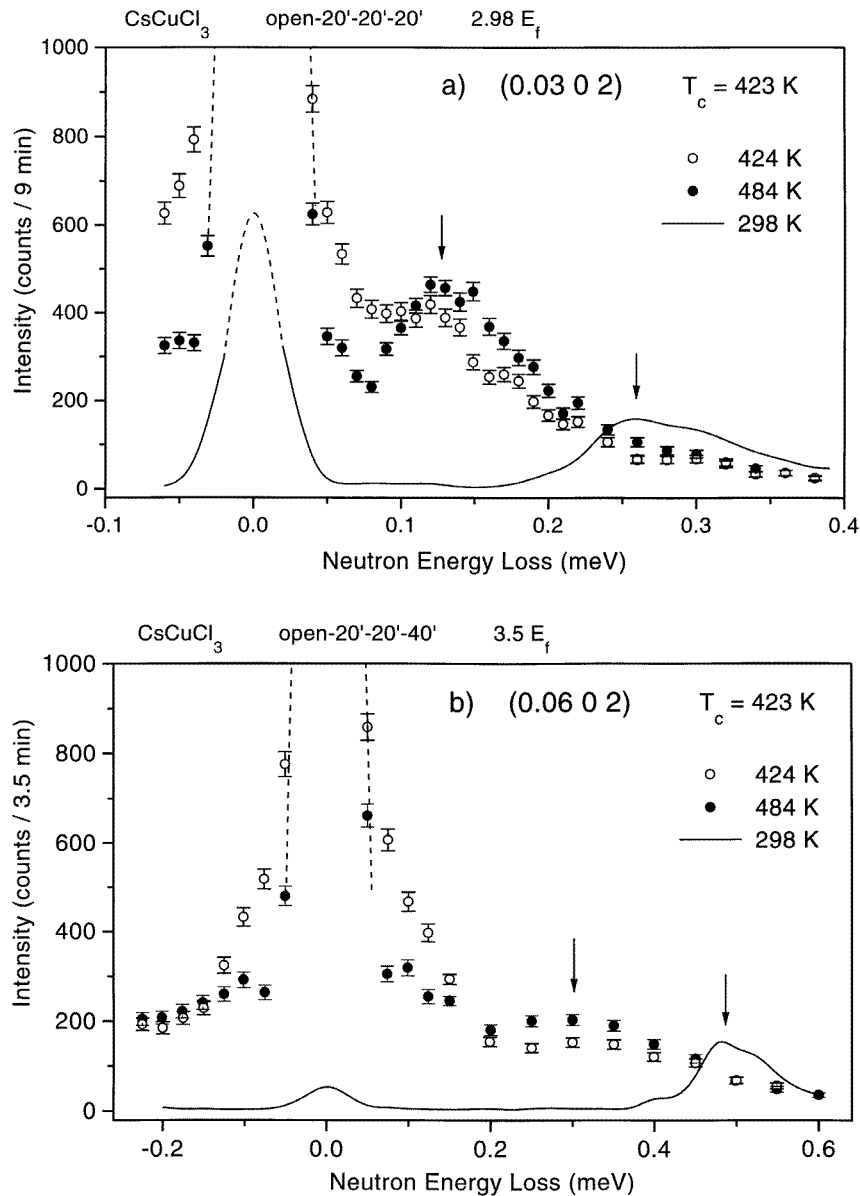 CsCuCl3 open-20'-20'-20' 2.98 Ef
a) (0.03 0 2) Tc = 423 K
424 K
484 K
298 K
Intensity (counts / 9 min)
1000
800
600
400
200
0
-0.1 0.0 0.1 0.2 0.3 0.4
Neutron Energy Loss (meV)
CsCuCl3 open-20'-20'-40' 3.5 Ef
b) (0.06 0 2) Tc = 423 K
424 K
484 K
298 K
Intensity (counts / 3.5 min)
1000
800
600
400
200
0
-0.2 0.0 0.2 0.4 0.6
Neutron Energy Loss (meV)